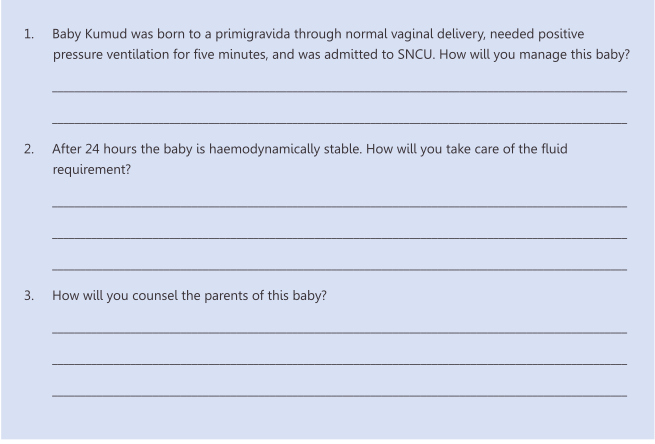 1. Baby Kumud was born to a primigravida through normal vaginal delivery, needed positive
pressure ventilation for five minutes, and was admitted to SNCU. How will you manage this baby?
2. After 24 hours the baby is haemodynamically stable. How will you take care of the fluid
requirement?
3. How will you counsel the parents of this baby?